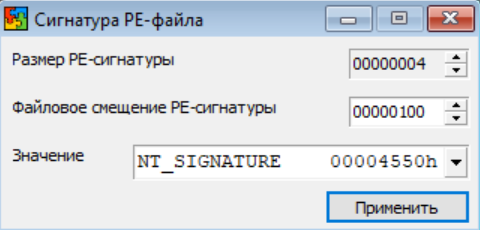 Сигнатура PE-файла
Размер PE-сигнатуры 00000004
Файловое смещение PE-сигнатуры 00000100
Значение NT_SIGNATURE 00004550h
Применить